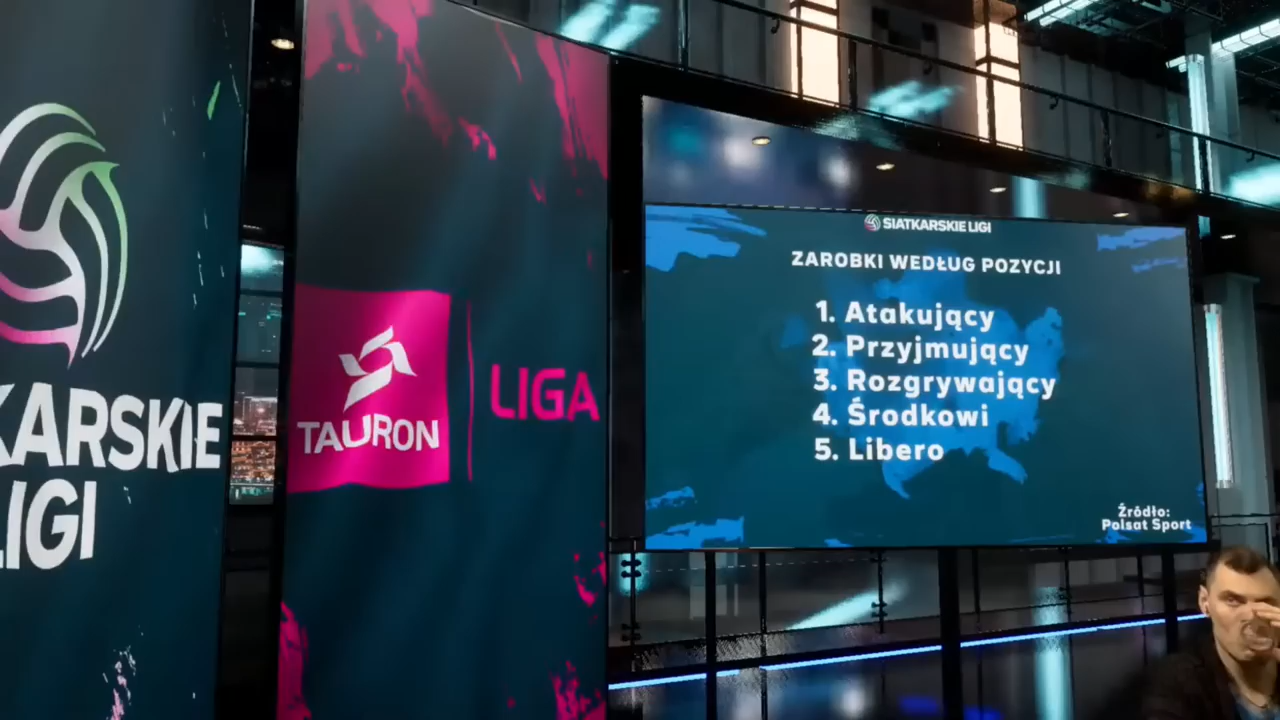 KARSKIE
LIGI
TAURON
LIGA
SIATKARSKIE LIGI
ZAROBKI WEDŁUG POZYCJI
1. Atakujący
2. Przyjmujący
3. Rozgrywający
4. Środkowi
5. Libero
Źródło:
Polsat Sport